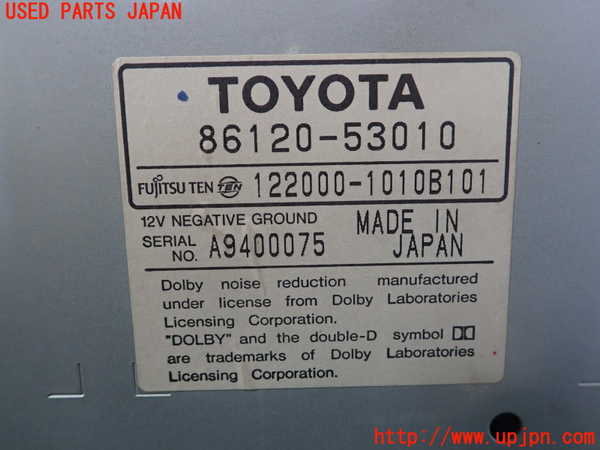 USED PARTS JAPAN
TOYOTA
86120-53010
FUJITSU TEN TEN 122000-1010B101
12V NEGATIVE GROUND
SERIAL NO. A9400075
MADE IN JAPAN
Dolby noise reduction manufactured
under license from Dolby Laboratories
Licensing Corporation.
"DOLBY" and the double-D symbol
are trademarks of Dolby Laboratories
Licensing Corporation.
http://www.upjpn.com/